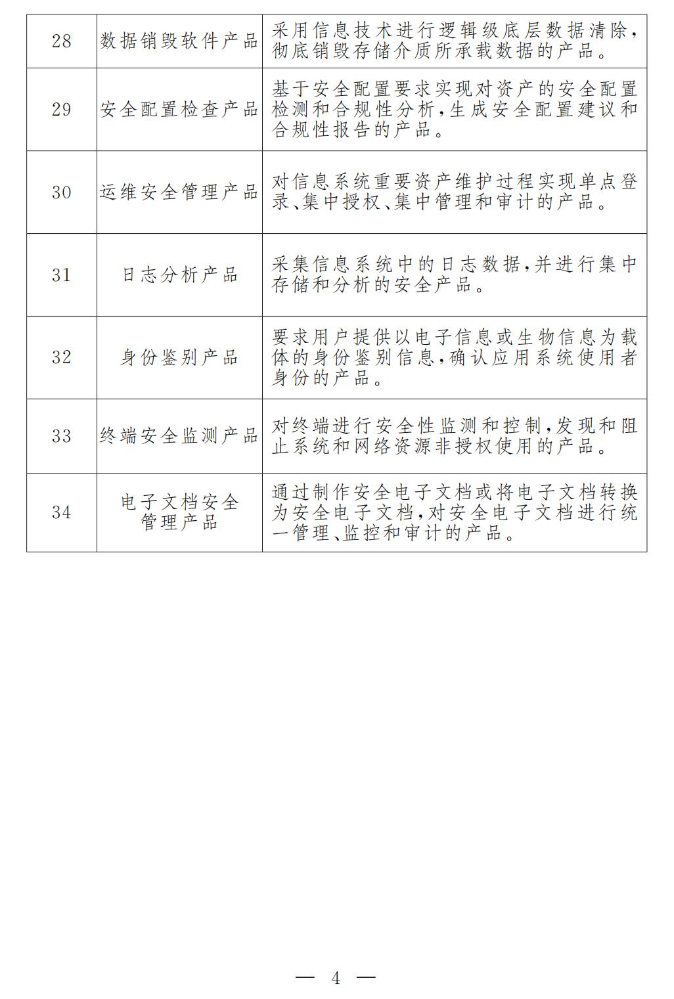 28
数据销毁软件产品
采用信息技术进行逻辑级底层数据清除，
彻底销毁存储介质所承载数据的产品。
29
安全配置检查产品
基于安全配置要求实现对资产的安全配置
检测和合规性分析，生成安全配置建议和
合规性报告的产品。
30
运维安全管理产品
对信息系统重要资产维护过程实现单点登
录、集中授权、集中管理和审计的产品。
31
日志分析产品
采集信息系统中的日志数据，并进行集中
存储和分析的安全产品。
32
身份鉴别产品
要求用户提供以电子信息或生物信息为载
体的身份鉴别信息，确认应用系统使用者
身份的产品。
33
终端安全监测产品
对终端进行安全性监测和控制，发现和阻
止系统和网络资源非授权使用的产品。
34
电子文档安全
管理产品
通过制作安全电子文档或将电子文档转换
为安全电子文档，对安全电子文档进行统
一管理、监控和审计的产品。
— 4 —